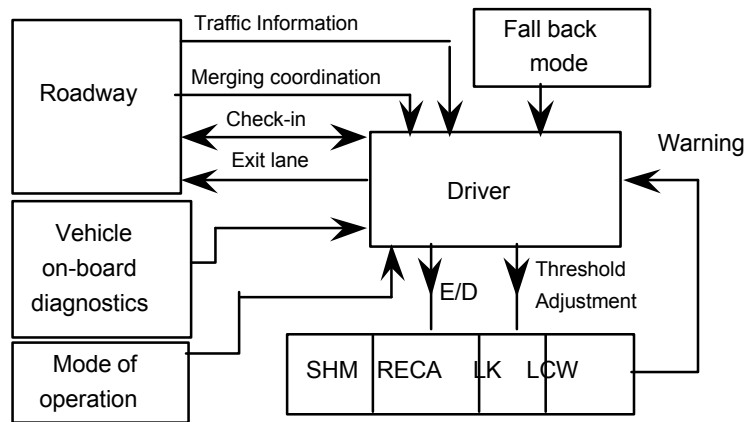 Traffic Information
Fall back
mode
Roadway
Merging coordination
Check-in
Warning
Exit lane
Driver
Vehicle
on-board
diagnostics
E/D
Threshold
Adjustment
Mode of
operation
SHM RECA LK LCW